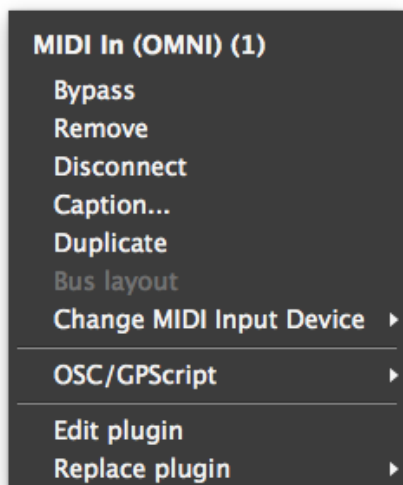 MIDI In (OMNI) (1)
Bypass
Remove
Disconnect
Caption...
Duplicate
Bus layout
Change MIDI Input Device
OSC/GPScript
Edit plugin
Replace plugin